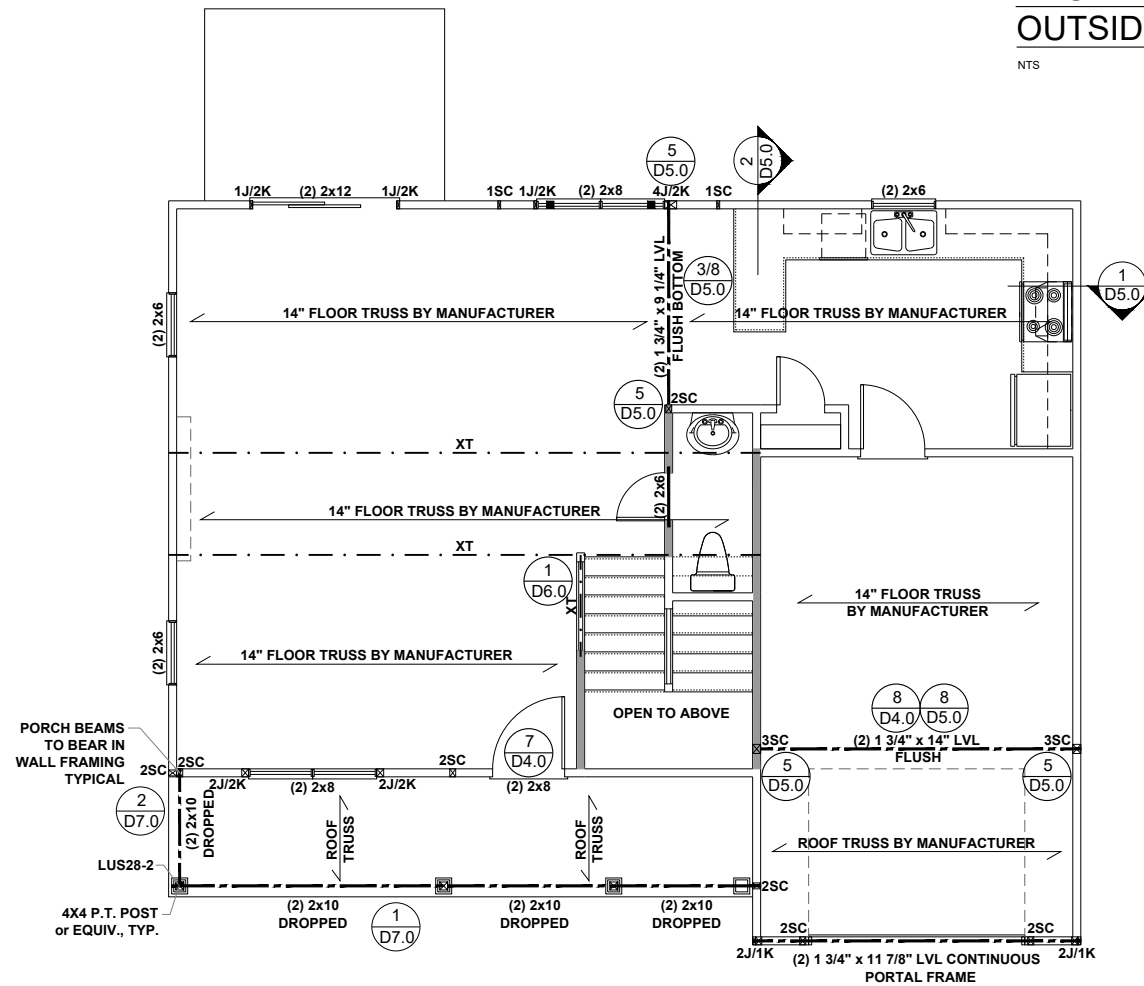 OUTSID
NTS
5
D5.0
2
D5.0
1J/2K
(2) 2x12
1J/2K
1SC
1J/2K
(2) 2x8
4J/2K
1SC
(2) 2x6
3/8
D5.0
1
D5.0
(2) 2x6
14" FLOOR TRUSS BY MANUFACTURER
(2) 1 3/4" x 9 1/4" LVL
FLUSH BOTTOM
14" FLOOR TRUSS BY MANUFACTURER
5
D5.0
2SC
XT
14" FLOOR TRUSS BY MANUFACTURER
(2) 2x6
XT
1
D6.0
XT
14" FLOOR TRUSS
BY MANUFACTURER
(2) 2x6
14" FLOOR TRUSS BY MANUFACTURER
OPEN TO ABOVE
8
D4.0
8
D5.0
PORCH BEAMS
TO BEAR IN
WALL FRAMING
TYPICAL
7
D4.0
3SC
(2) 1 3/4" x 14" LVL
3SC
FLUSH
2SC
2SC
2J/2K
(2) 2x8
2J/2K
2SC
(2) 2x8
5
D5.0
5
D5.0
2
D7.0
(2) 2x10
DROPPED
ROOF
TRUSS
ROOF
TRUSS
ROOF TRUSS BY MANUFACTURER
LUS28-2
2SC
4X4 P.T. POST
or EQUIV., TYP.
(2) 2x10
DROPPED
1
D7.0
(2) 2x10
DROPPED
(2) 2x10
DROPPED
2SC
2SC
2J/1K
(2) 1 3/4" x 11 7/8" LVL CONTINUOUS
PORTAL FRAME
2J/1K